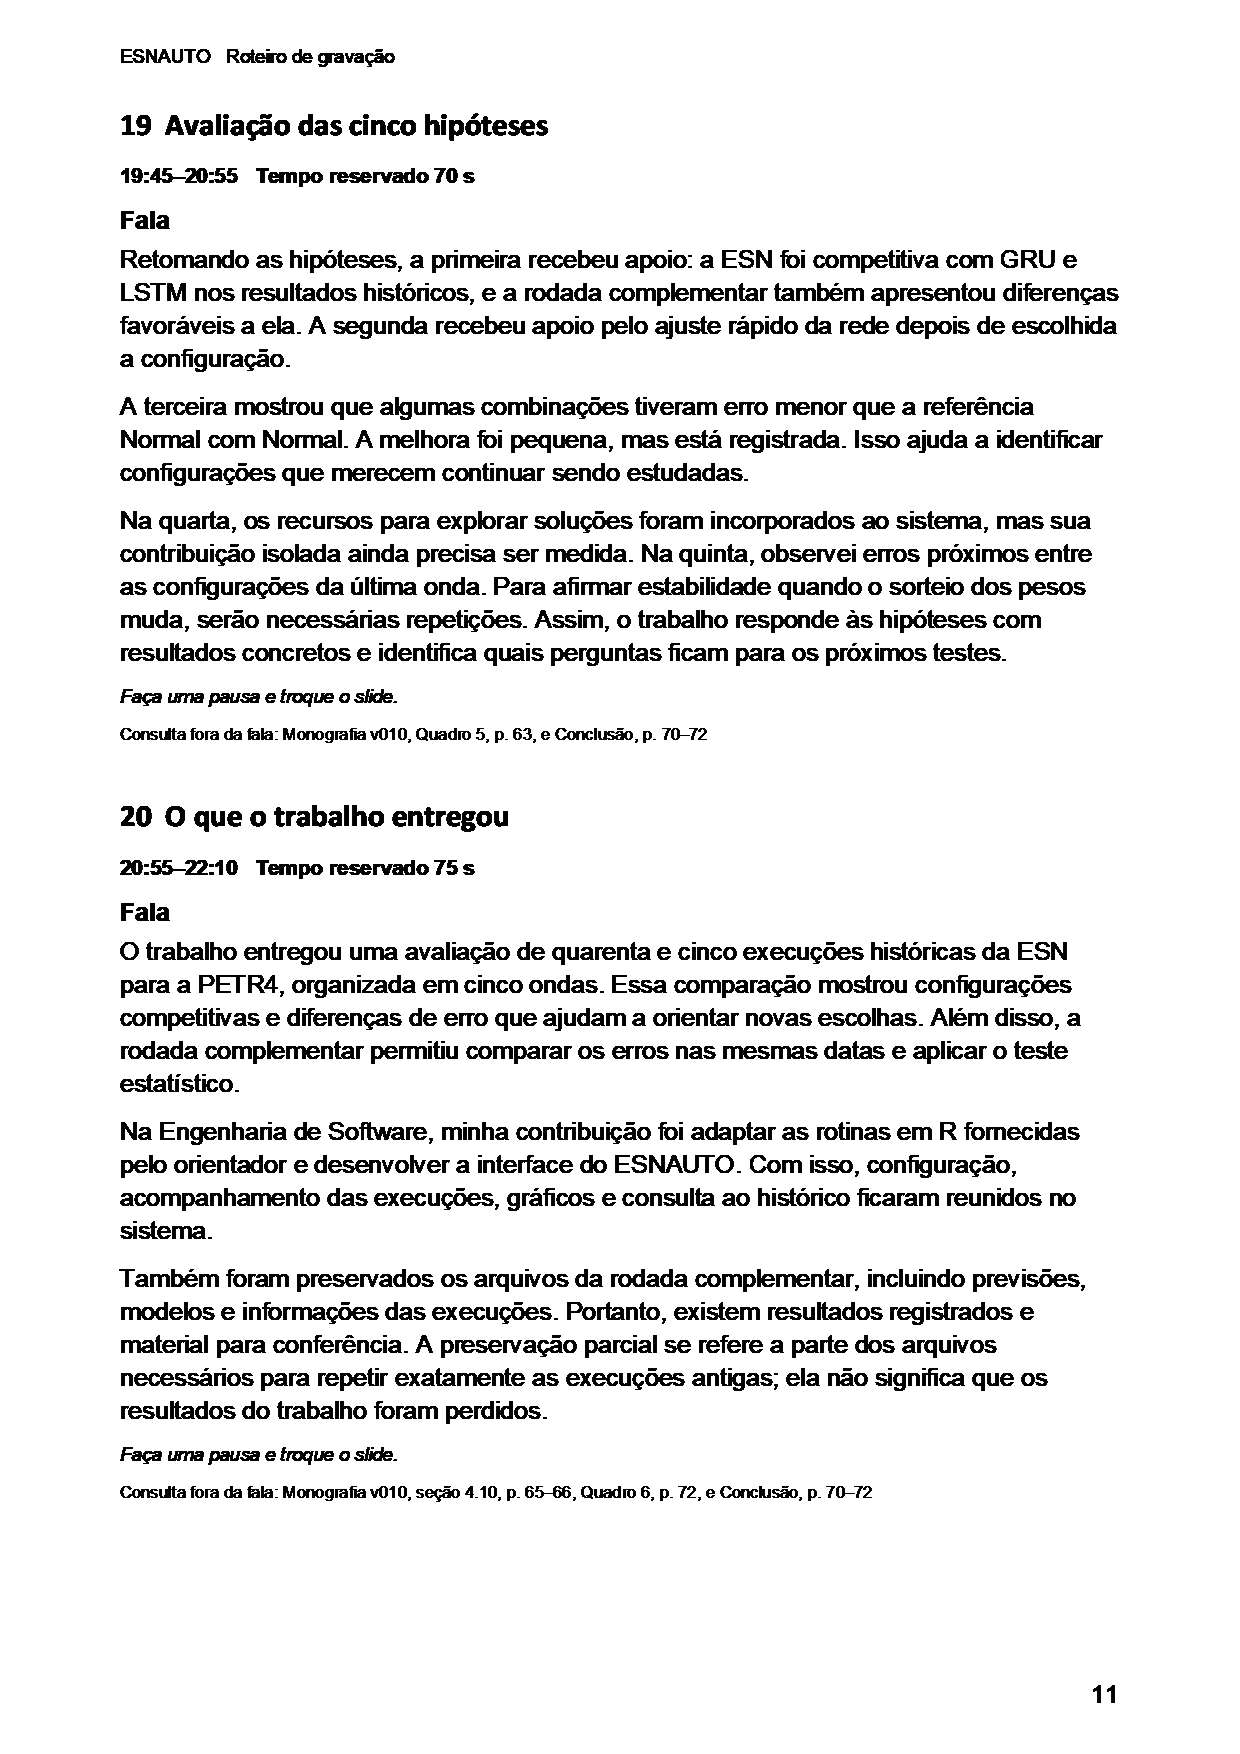 ESNAUTO Roteiro de gravação
19 Avaliação das cinco hipóteses
19:45–20:55 Tempo reservado 70 s
Fala
Retomando as hipóteses, a primeira recebeu apoio: a ESN foi competitiva com GRU e
LSTM nos resultados históricos, e a rodada complementar também apresentou diferenças
favoráveis a ela. A segunda recebeu apoio pelo ajuste rápido da rede depois de escolhida
a configuração.
A terceira mostrou que algumas combinações tiveram erro menor que a referência
Normal com Normal. A melhora foi pequena, mas está registrada. Isso ajuda a identificar
configurações que merecem continuar sendo estudadas.
Na quarta, os recursos para explorar soluções foram incorporados ao sistema, mas sua
contribuição isolada ainda precisa ser medida. Na quinta, observei erros próximos entre
as configurações da última onda. Para afirmar estabilidade quando o sorteio dos pesos
muda, serão necessárias repetições. Assim, o trabalho responde às hipóteses com
resultados concretos e identifica quais perguntas ficam para os próximos testes.
Faça uma pausa e troque o slide.
Consulta fora da fala: Monografia v010, Quadro 5, p. 63, e Conclusão, p. 70–72
20 O que o trabalho entregou
20:55–22:10 Tempo reservado 75 s
Fala
O trabalho entregou uma avaliação de quarenta e cinco execuções históricas da ESN
para a PETR4, organizada em cinco ondas. Essa comparação mostrou configurações
competitivas e diferenças de erro que ajudam a orientar novas escolhas. Além disso, a
rodada complementar permitiu comparar os erros nas mesmas datas e aplicar o teste
estatístico.
Na Engenharia de Software, minha contribuição foi adaptar as rotinas em R fornecidas
pelo orientador e desenvolver a interface do ESNAUTO. Com isso, configuração,
acompanhamento das execuções, gráficos e consulta ao histórico ficaram reunidos no
sistema.
Também foram preservados os arquivos da rodada complementar, incluindo previsões,
modelos e informações das execuções. Portanto, existem resultados registrados e
material para conferência. A preservação parcial se refere a parte dos arquivos
necessários para repetir exatamente as execuções antigas; ela não significa que os
resultados do trabalho foram perdidos.
Faça uma pausa e troque o slide.
Consulta fora da fala: Monografia v010, seção 4.10, p. 65–66, Quadro 6, p. 72, e Conclusão, p. 70–72
11